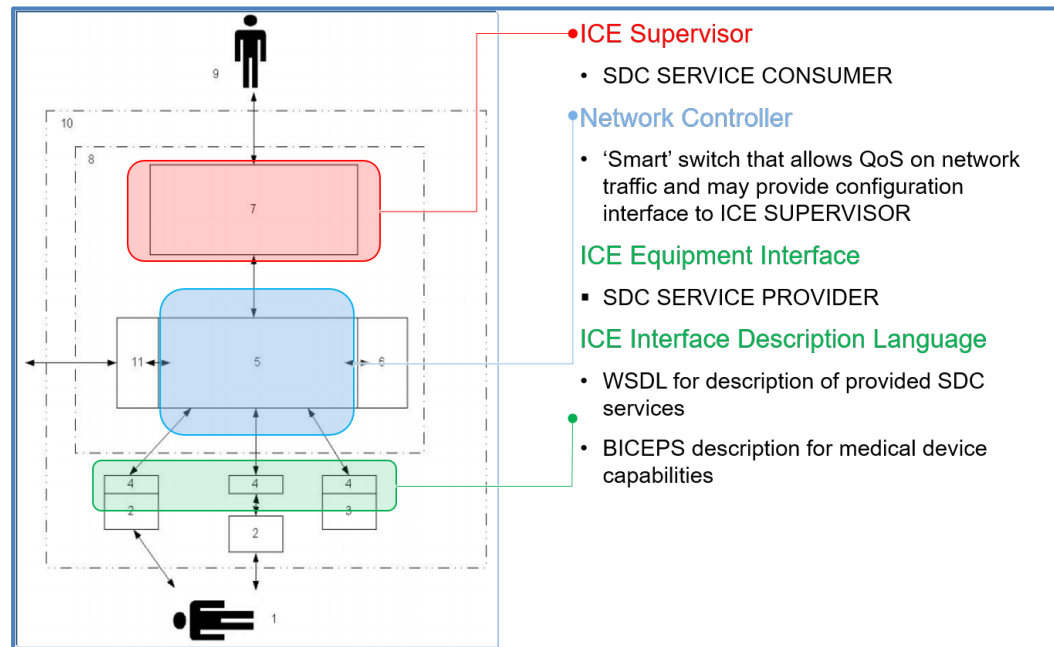 9
10
8
7
11
5
6
4
4
4
2
3
2
1
ICE Supervisor
• SDC SERVICE CONSUMER
Network Controller
• ‘Smart’ switch that allows QoS on network
traffic and may provide configuration
interface to ICE SUPERVISOR
ICE Equipment Interface
▪ SDC SERVICE PROVIDER
ICE Interface Description Language
• WSDL for description of provided SDC
services
• BICEPS description for medical device
capabilities